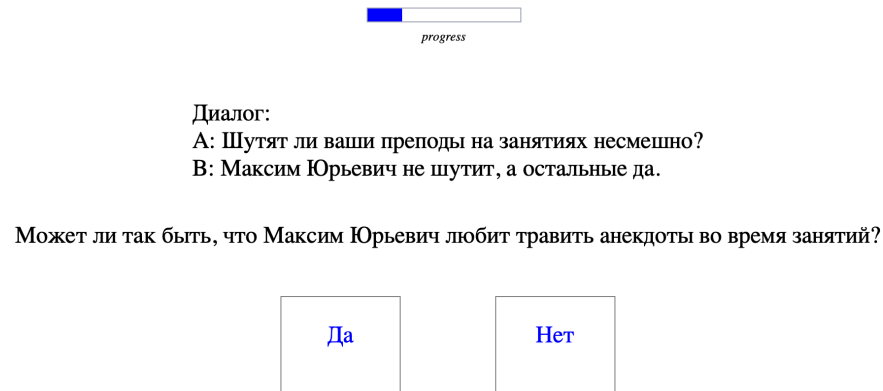 progress
Диалог:
А: Шутят ли ваши преподы на занятиях несмешно?
В: Максим Юрьевич не шутит, а остальные да.
Может ли так быть, что Максим Юрьевич любит травить анекдоты во время занятий?
Да
Нет